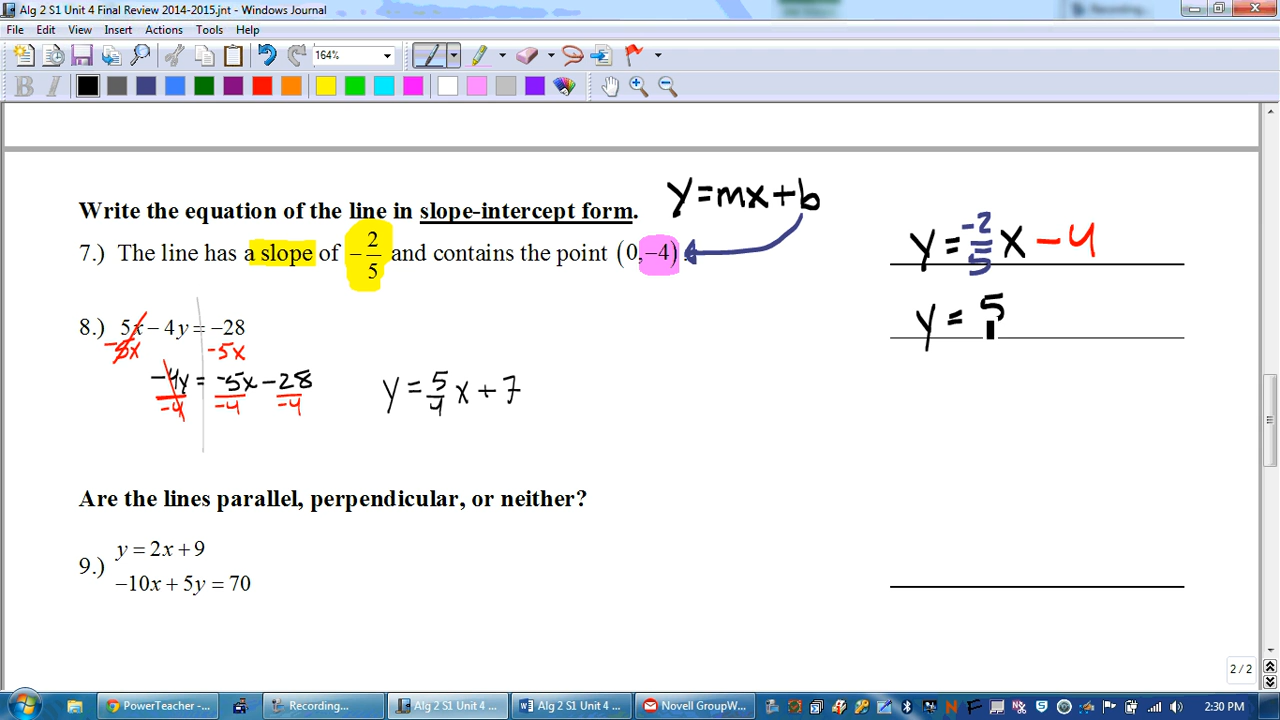 Alg 2 S1 Unit 4 Final Review 2014-2015.jnt - Windows Journal
Recording...
File Edit View Insert Actions Tools Help
164%
B I
Write the equation of the line in slope-intercept form.
y=mx+b
7.) The line has a slope of −2/5 and contains the point (0,−4).
y = -2/5 x -4
8.) 5x − 4y = −28
-5x -5x
-4y = -5x - 28
-4 -4 -4
y = 5/4 x + 7
y = 5
Are the lines parallel, perpendicular, or neither?
9.) y = 2x + 9
−10x + 5y = 70
2 / 2
PowerTeacher -... Recording... Alg 2 S1 Unit 4 ... Alg 2 S1 Unit 4 ... Novell GroupW... 2:30 PM